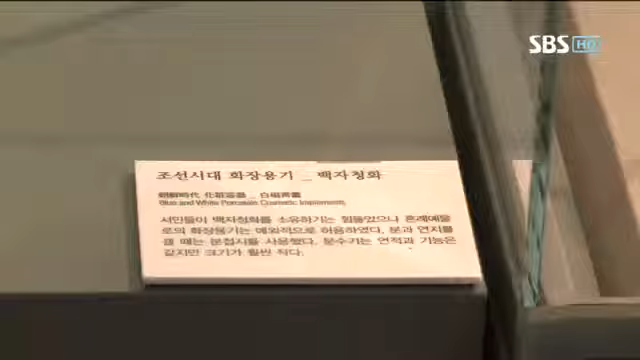 SBS HD
조선시대 화장용기 _ 백자청화
朝鮮時代 化粧容器 _ 白磁靑畵
Blue and White Porcelain Cosmetic Implements
서민들이 백자청화를 소유하기는 힘들었으나 혼례예물
로의 화장용기는 예외적으로 허용하였다. 분과 연지를
갤 때는 분접시를 사용했다. 분수기는 연적과 기능은
같지만 크기가 훨씬 작다.